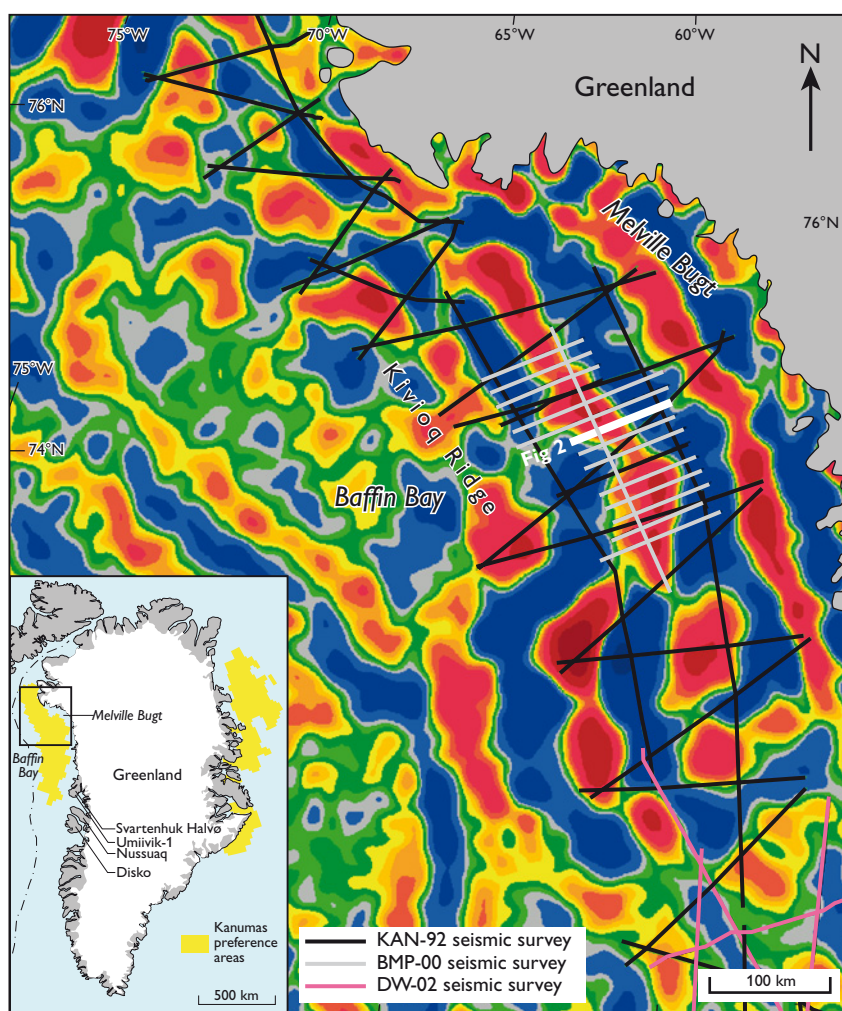 75°W
70°W
65°W
60°W
N
Greenland
76°N
76°N
Melville Bugt
75°W
74°N
Kivioq Ridge
Fig 2
Baffin Bay
Melville Bugt
Baffin
Bay
Greenland
Svartenhuk Halvø
Umiivik-1
Nussuaq
Disko
Kanumas
preference
areas
500 km
KAN-92 seismic survey
BMP-00 seismic survey
DW-02 seismic survey
100 km